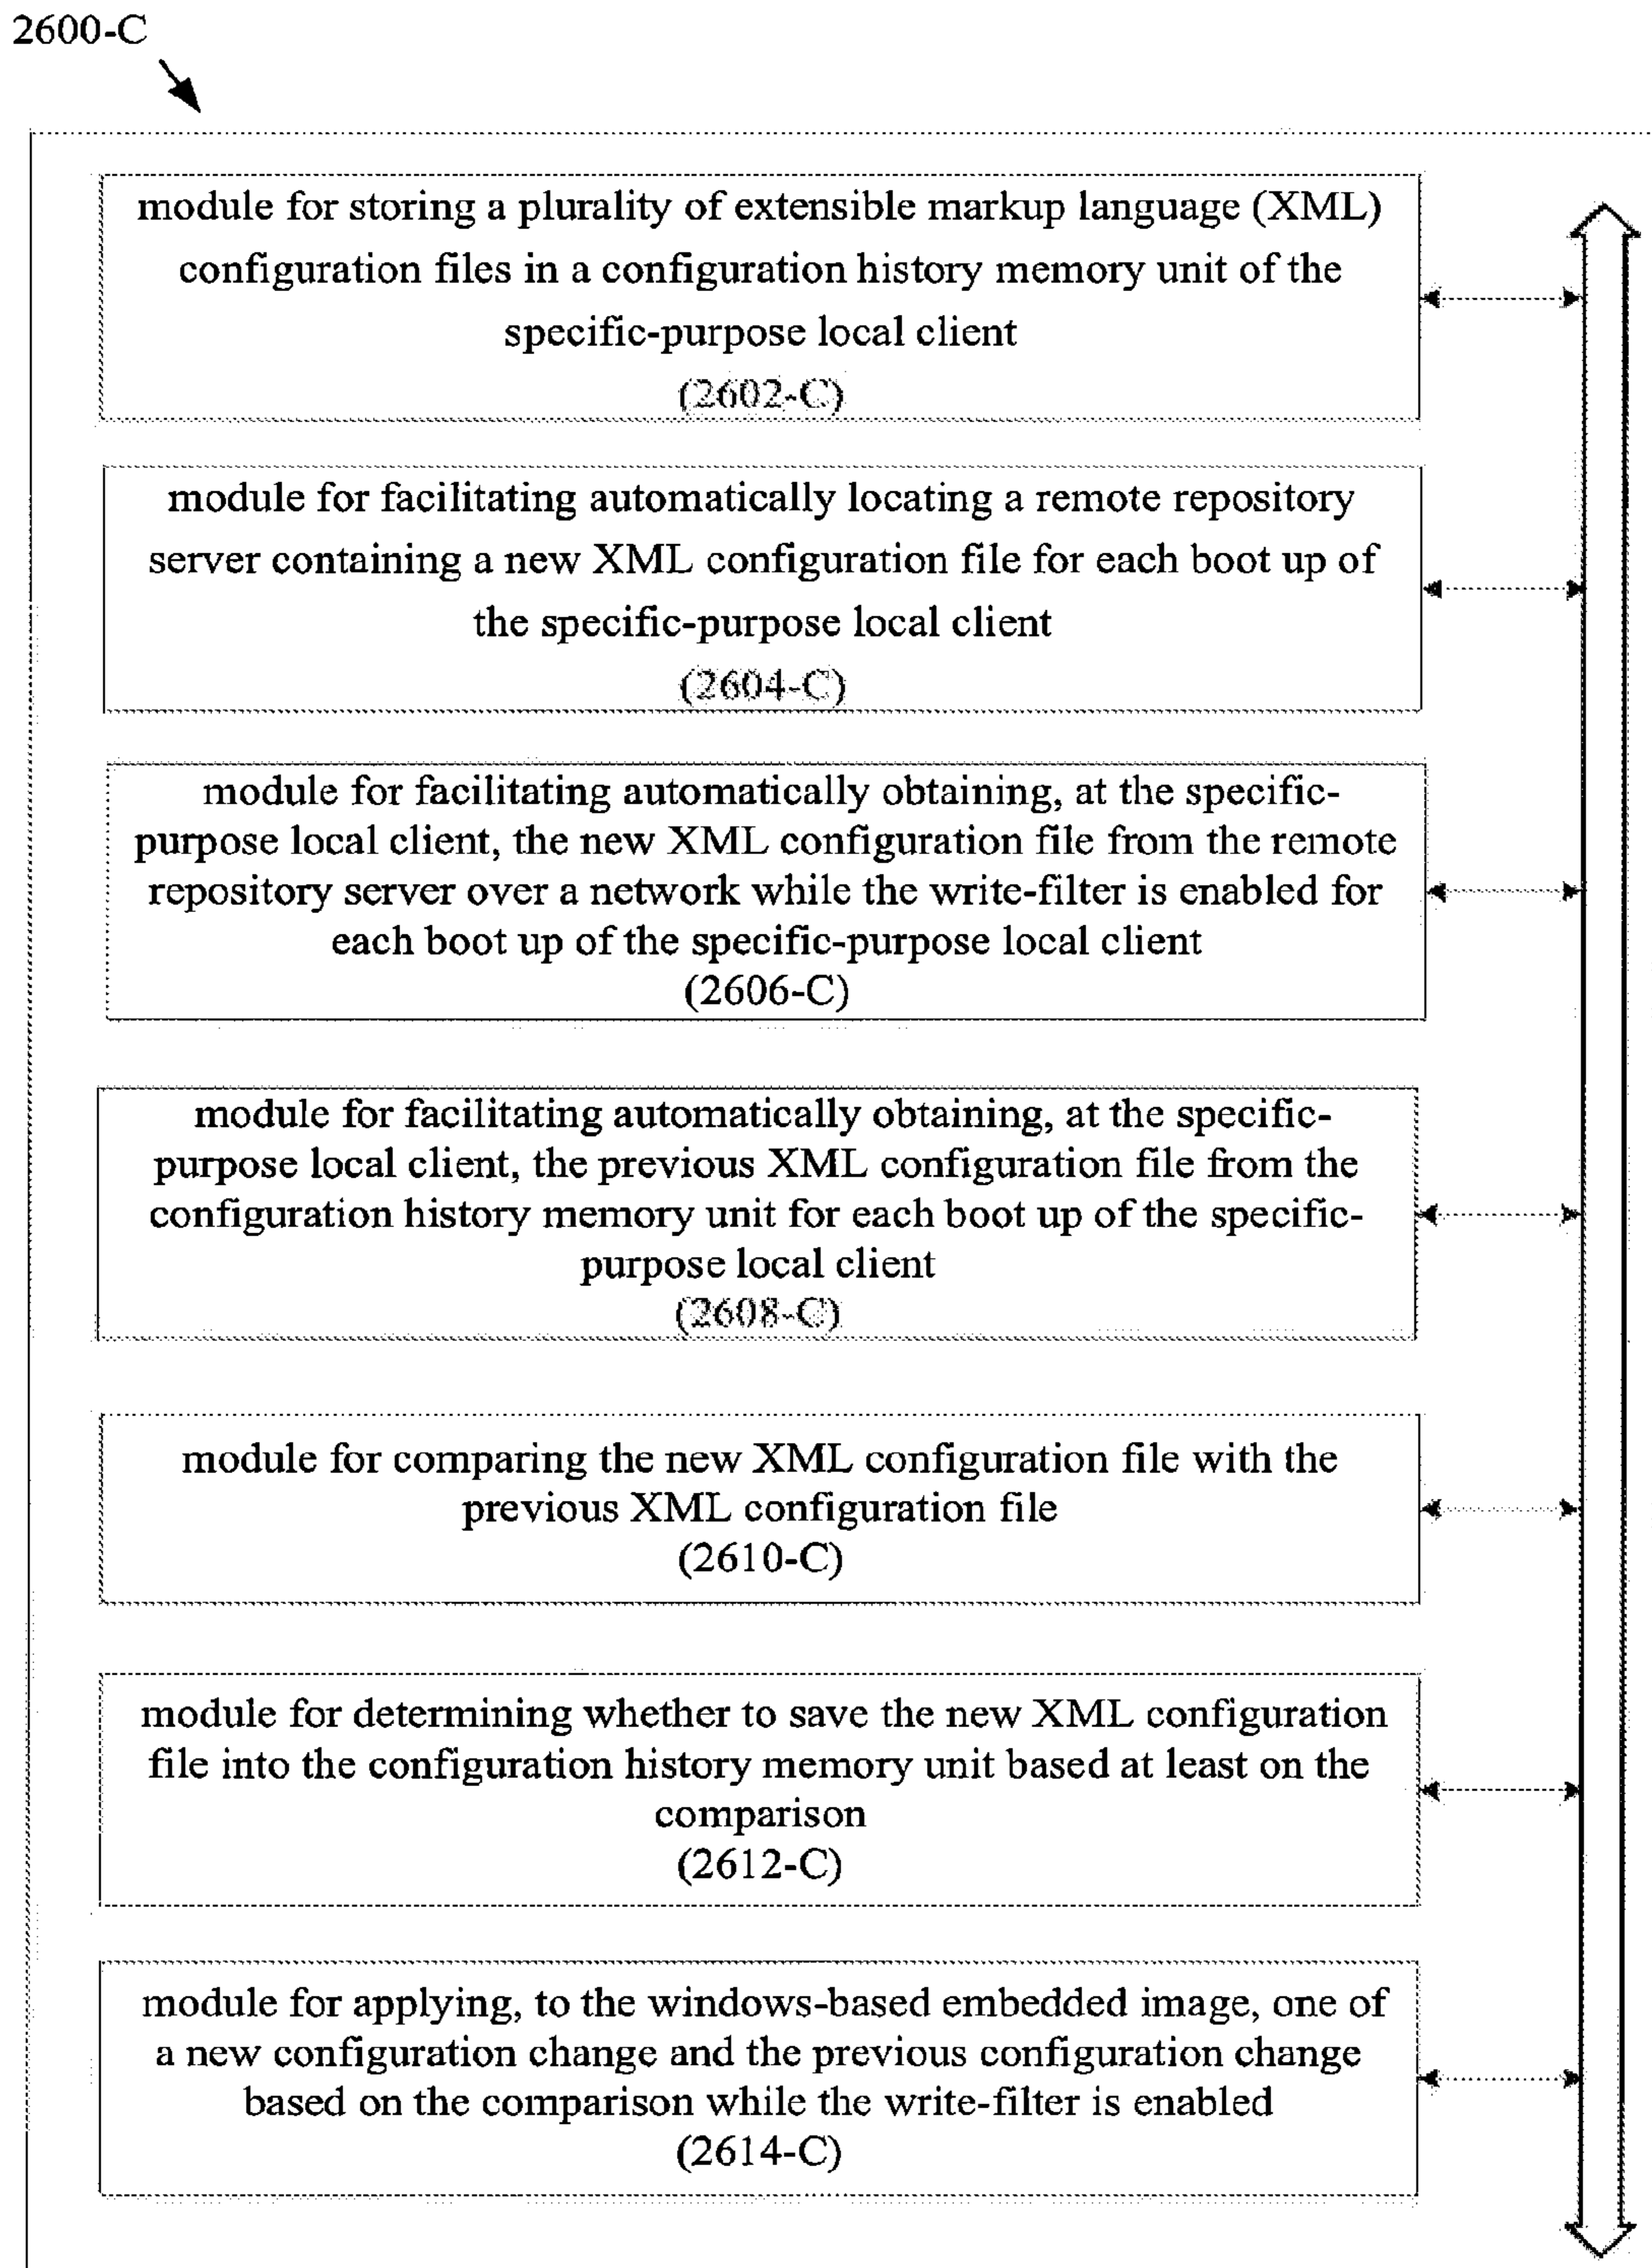 2600-C
module for storing a plurality of extensible markup language (XML)
configuration files in a configuration history memory unit of the
specific-purpose local client
(2602-C)
module for facilitating automatically locating a remote repository
server containing a new XML configuration file for each boot up of
the specific-purpose local client
(2604-C)
module for facilitating automatically obtaining, at the specific-
purpose local client, the new XML configuration file from the remote
repository server over a network while the write-filter is enabled for
each boot up of the specific-purpose local client
(2606-C)
module for facilitating automatically obtaining, at the specific-
purpose local client, the previous XML configuration file from the
configuration history memory unit for each boot up of the specific-
purpose local client
(2608-C)
module for comparing the new XML configuration file with the
previous XML configuration file
(2610-C)
module for determining whether to save the new XML configuration
file into the configuration history memory unit based at least on the
comparison
(2612-C)
module for applying, to the windows-based embedded image, one of
a new configuration change and the previous configuration change
based on the comparison while the write-filter is enabled
(2614-C)